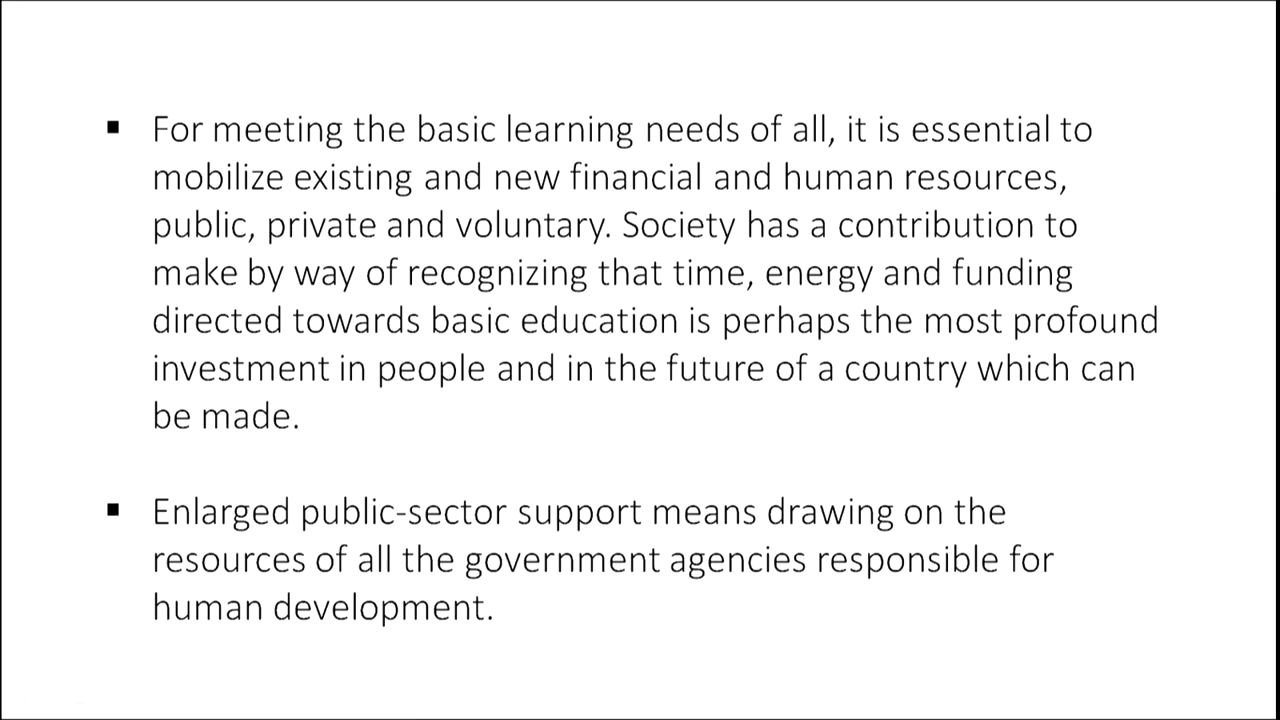 ▪ For meeting the basic learning needs of all, it is essential to
mobilize existing and new financial and human resources,
public, private and voluntary. Society has a contribution to
make by way of recognizing that time, energy and funding
directed towards basic education is perhaps the most profound
investment in people and in the future of a country which can
be made.
▪ Enlarged public-sector support means drawing on the
resources of all the government agencies responsible for
human development.